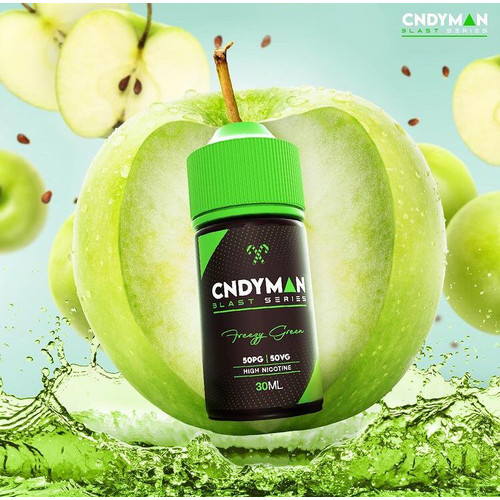 CNDYMAN
BLAST SERIES
CNDYMAN
BLAST SERIES
Freezy Green
50PG | 50VG
HIGH NICOTINE
30ML